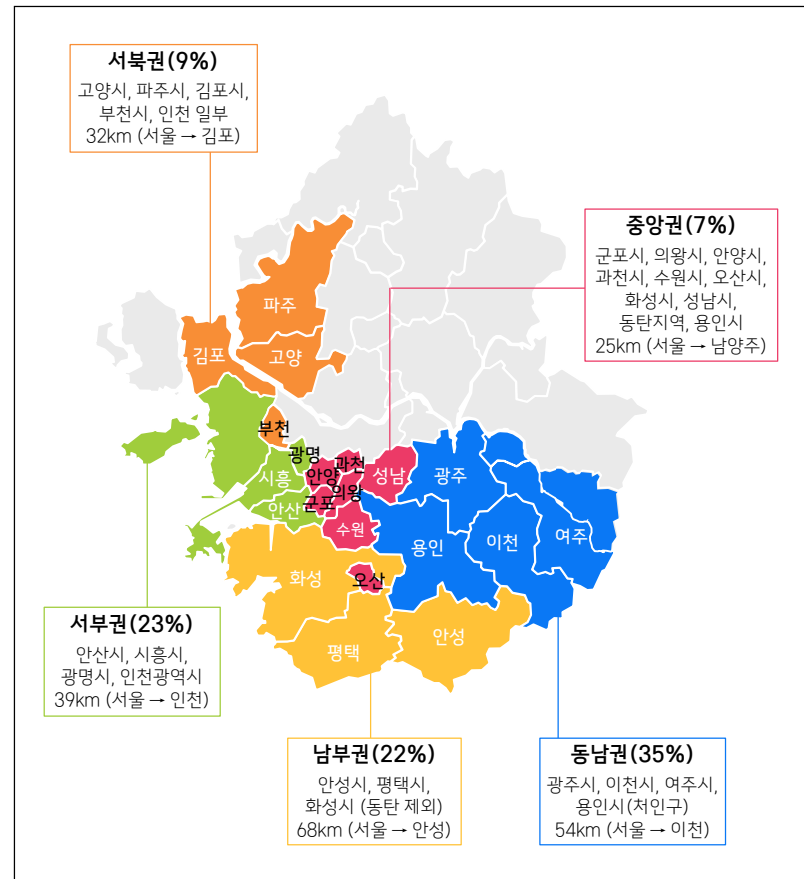 서북권(9%)
고양시, 파주시, 김포시,
부천시, 인천 일부
32km (서울 → 김포)
중앙권(7%)
군포시, 의왕시, 안양시,
과천시, 수원시, 오산시,
화성시, 성남시,
동탄지역, 용인시
25km (서울 → 남양주)
파주
김포
고양
부천
광명
과천
안양
성남
광주
시흥
의왕
안산
군포
수원
용인
이천
여주
화성
오산
안성
평택
서부권(23%)
안산시, 시흥시,
광명시, 인천광역시
39km (서울 → 인천)
남부권(22%)
안성시, 평택시,
화성시 (동탄 제외)
68km (서울 → 안성)
동남권(35%)
광주시, 이천시, 여주시,
용인시(처인구)
54km (서울 → 이천)